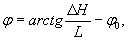 φ = arctg ΔH / L − φ₀,